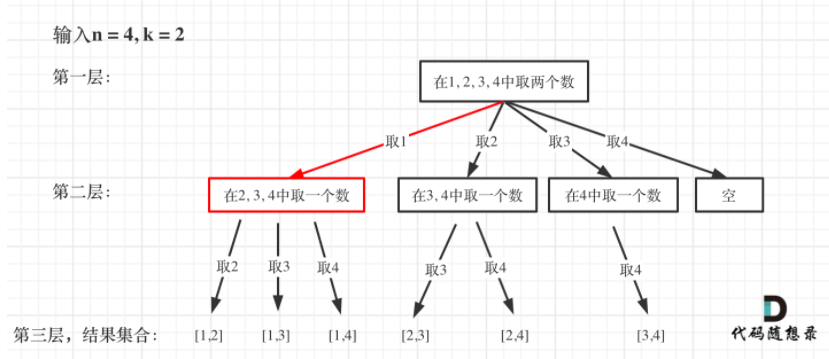 输入n = 4, k = 2
第一层：
在1, 2, 3, 4中取两个数
取1
取2
取3
取4
第二层：
在2, 3, 4中取一个数
在3, 4中取一个数
在4中取一个数
空
取2
取3
取4
取3
取4
取4
第三层，结果集合：
[1,2]
[1,3]
[1,4]
[2,3]
[2,4]
[3,4]
代码随想录